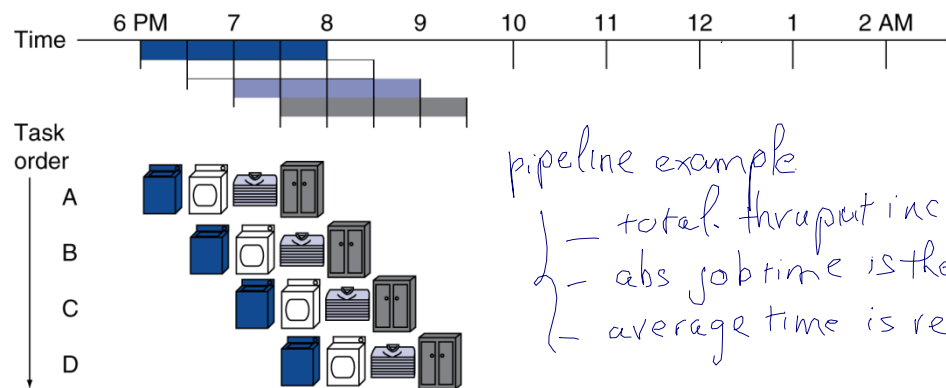 6 PM 7 8 9 10 11 12 1 2 AM
Time
Task
order
A
B
C
D
pipeline example
– total. thruput inc
– abs job time is the
– average time is re